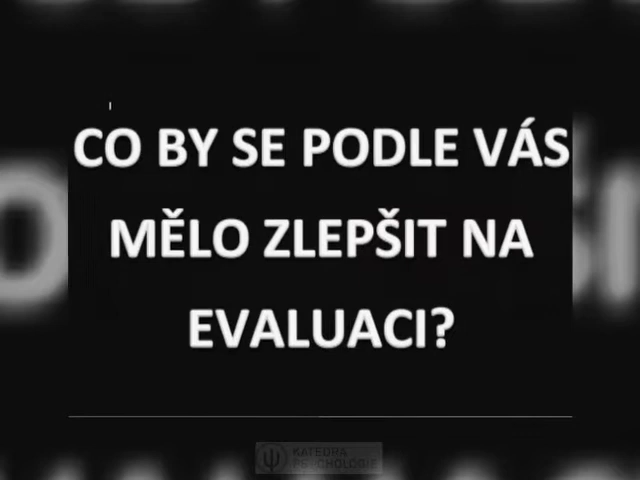 CO BY SE PODLE VÁS
MĚLO ZLEPŠIT NA
EVALUACI?
KATEDRA
PSYCHOLOGIE